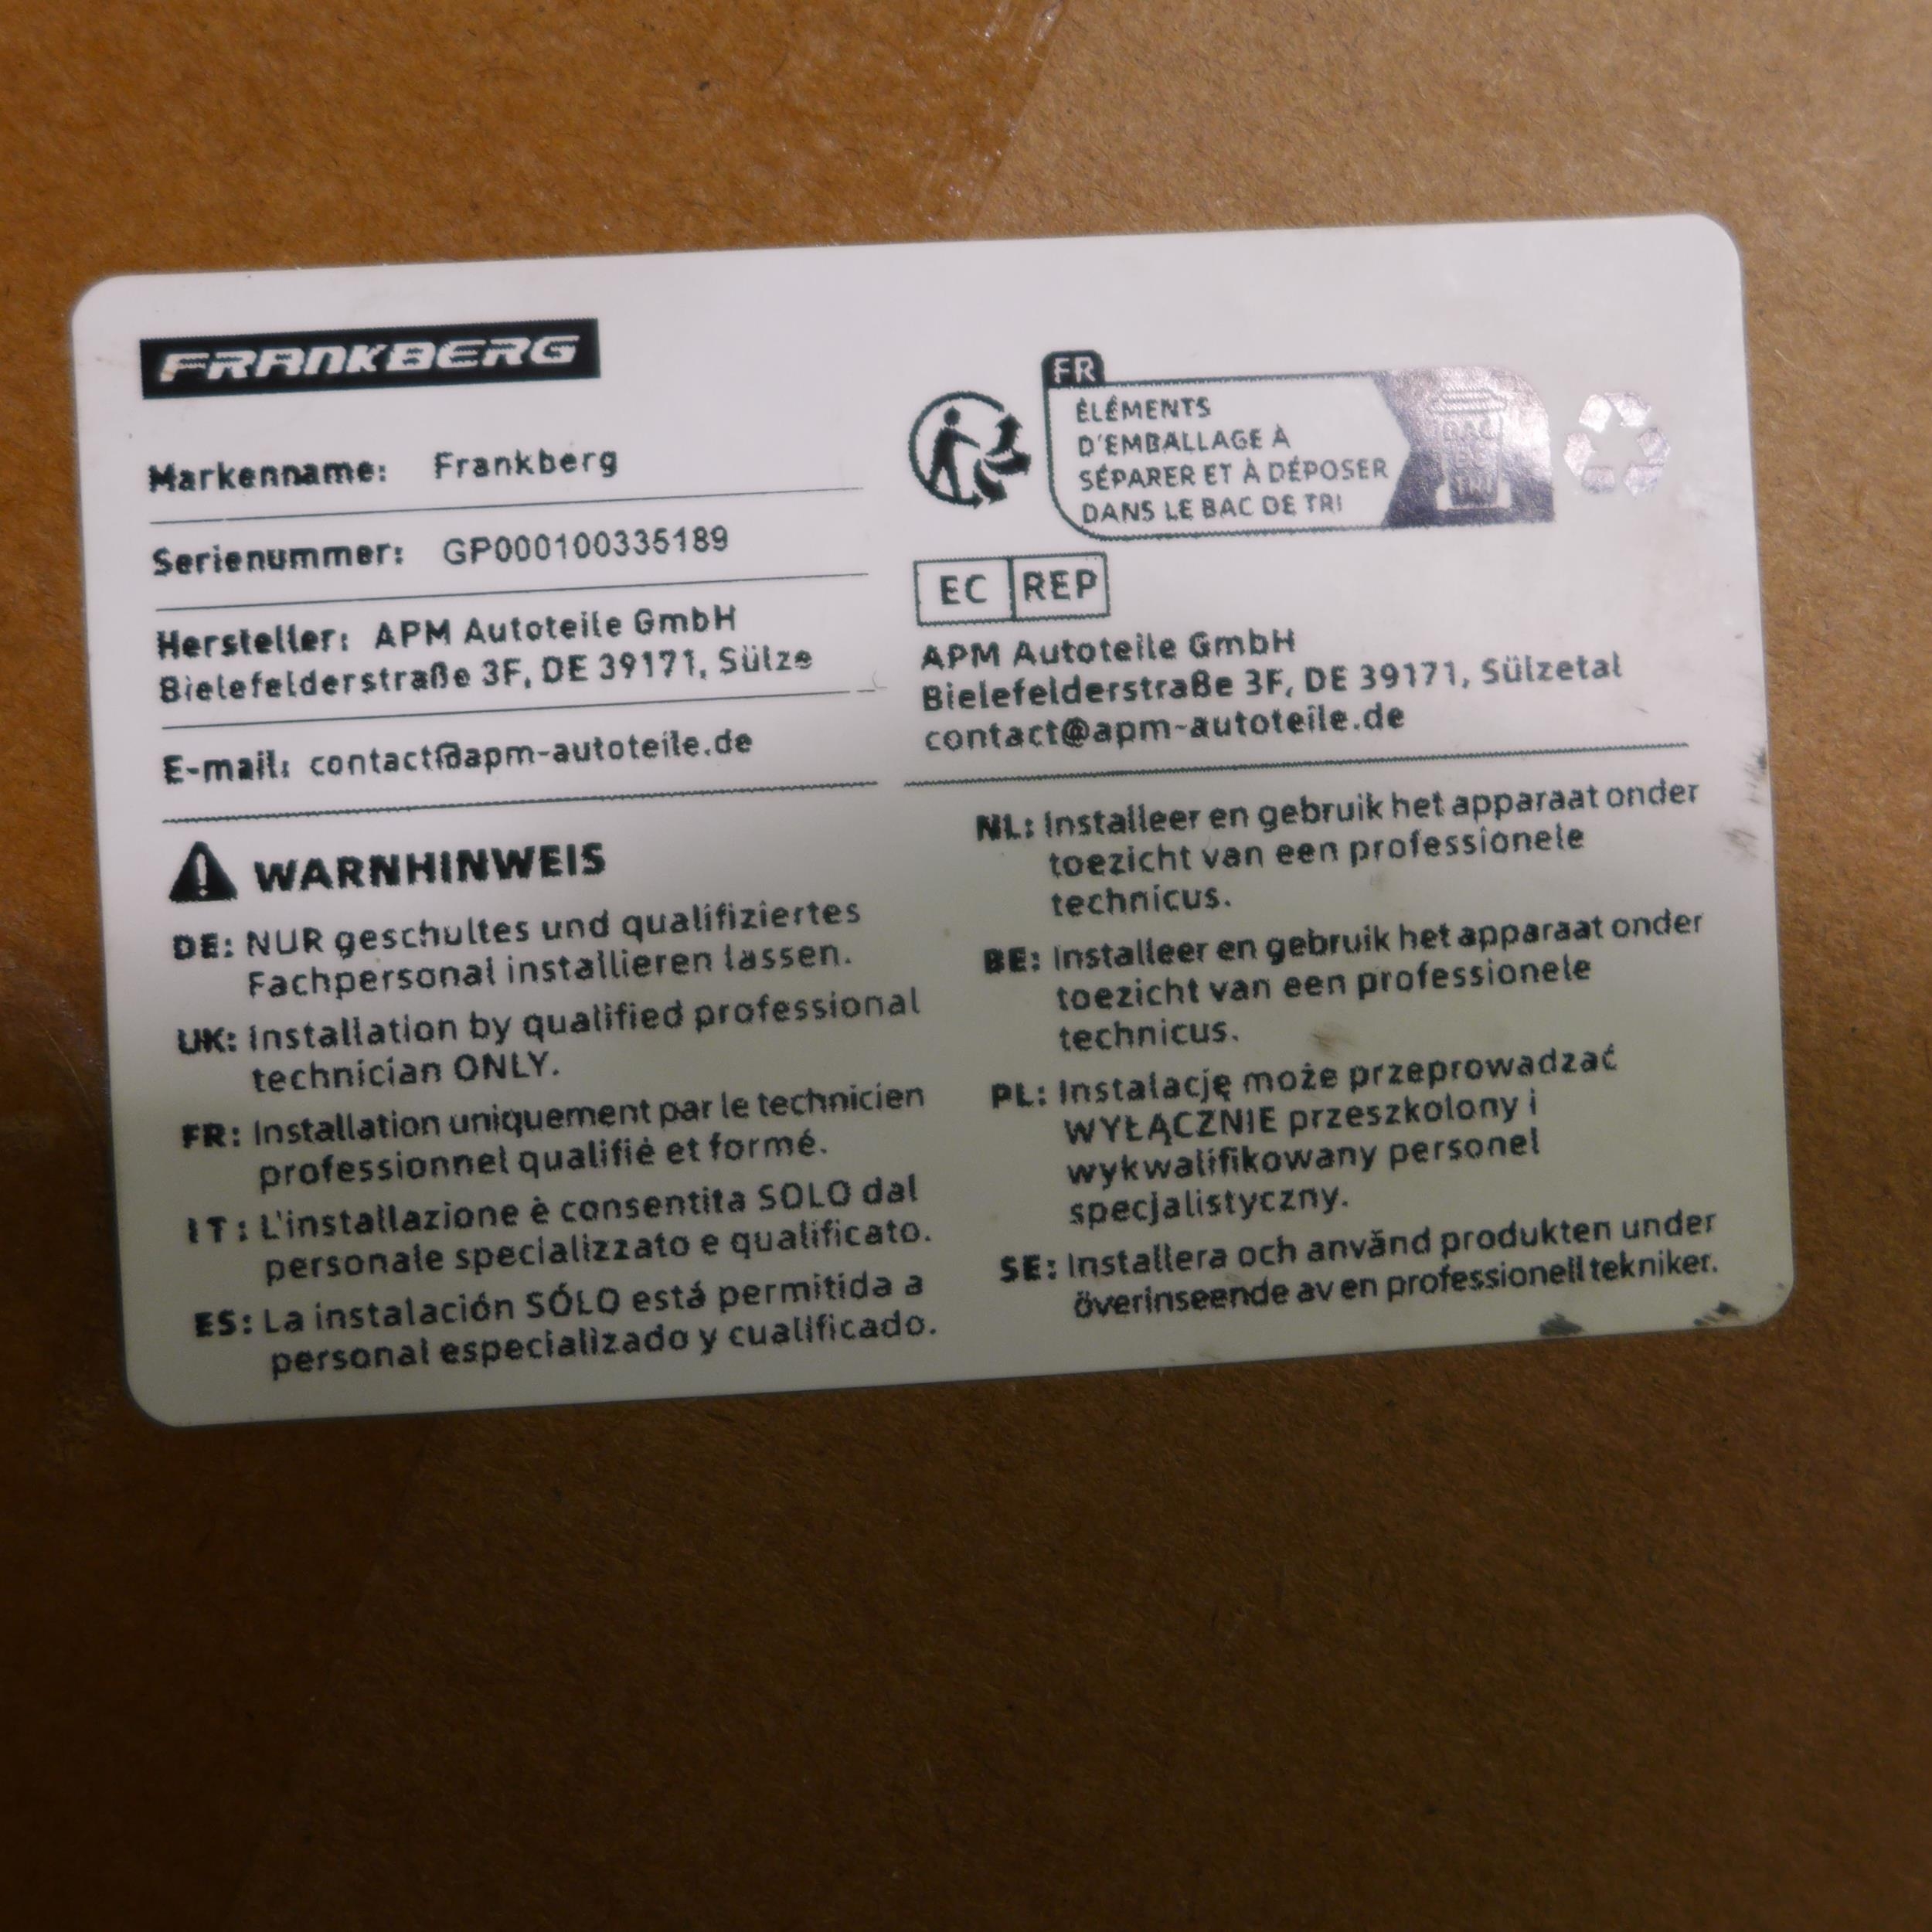 FRANKBERG
Markenname: Frankberg
Serienummer: GP000100335189
Hersteller: APM Autoteile GmbH
Bielefelderstraße 3F, DE 39171, Sülze
E-mail: contact@apm-autoteile.de
WARNHINWEIS
DE: NUR geschultes und qualifiziertes
Fachpersonal installieren lassen.
UK: Installation by qualified professional
technician ONLY.
FR: Installation uniquement par le technicien
professionnel qualifié et formé.
IT: L'installazione è consentita SOLO dal
personale specializzato e qualificato.
ES: La instalación SÓLO está permitida a
personal especializado y cualificado.
FR
ÉLÉMENTS
D'EMBALLAGE À
SÉPARER ET À DÉPOSER
DANS LE BAC DE TRI
BAC
DE
TRI
EC REP
APM Autoteile GmbH
Bielefelderstraße 3F, DE 39171, Sülzetal
contact@apm-autoteile.de
NL: Installeer en gebruik het apparaat onder
toezicht van een professionele
technicus.
BE: Installeer en gebruik het apparaat onder
toezicht van een professionele
technicus.
PL: Instalację może przeprowadzać
WYŁĄCZNIE przeszkolony i
wykwalifikowany personel
specjalistyczny.
SE: Installera och använd produkten under
överinseende av en professionell tekniker.